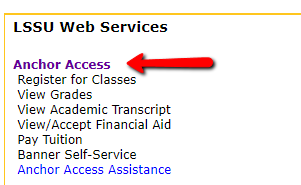 LSSU Web Services
Anchor Access
Register for Classes
View Grades
View Academic Transcript
View/Accept Financial Aid
Pay Tuition
Banner Self-Service
Anchor Access Assistance